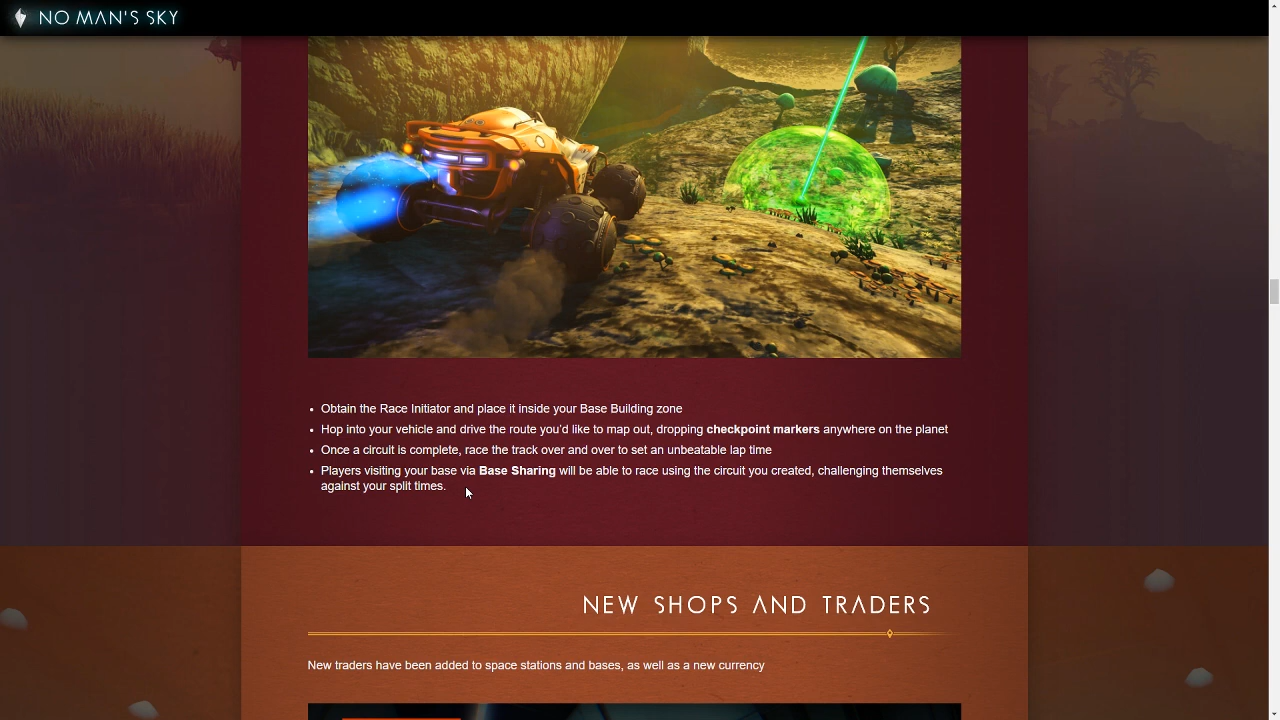 NO MAN'S SKY
• Obtain the Race Initiator and place it inside your Base Building zone
• Hop into your vehicle and drive the route you’d like to map out, dropping checkpoint markers anywhere on the planet
• Once a circuit is complete, race the track over and over to set an unbeatable lap time
• Players visiting your base via Base Sharing will be able to race using the circuit you created, challenging themselves
against your split times.
NEW SHOPS AND TRADERS
New traders have been added to space stations and bases, as well as a new currency